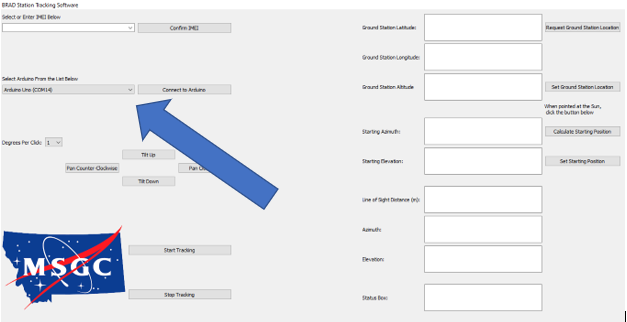 BRAD Station Tracking Software
Select or Enter IMEI Below
Confirm IMEI
Select Arduino From the List Below
Arduino Uno (COM14)
Connect to Arduino
Degrees Per Click:
1
Tilt Up
Pan Counter-Clockwise
Pan
Tilt Down
MSGC
Start Tracking
Stop Tracking
Ground Station Latitude:
Request Ground Station Location
Ground Station Longitude:
Ground Station Altitude
Set Ground Station Location
When pointed at the Sun,
click the button below
Starting Azimuth:
Calculate Starting Position
Starting Elevation:
Set Starting Position
Line of Sight Distance (m):
Azimuth:
Elevation:
Status Box: